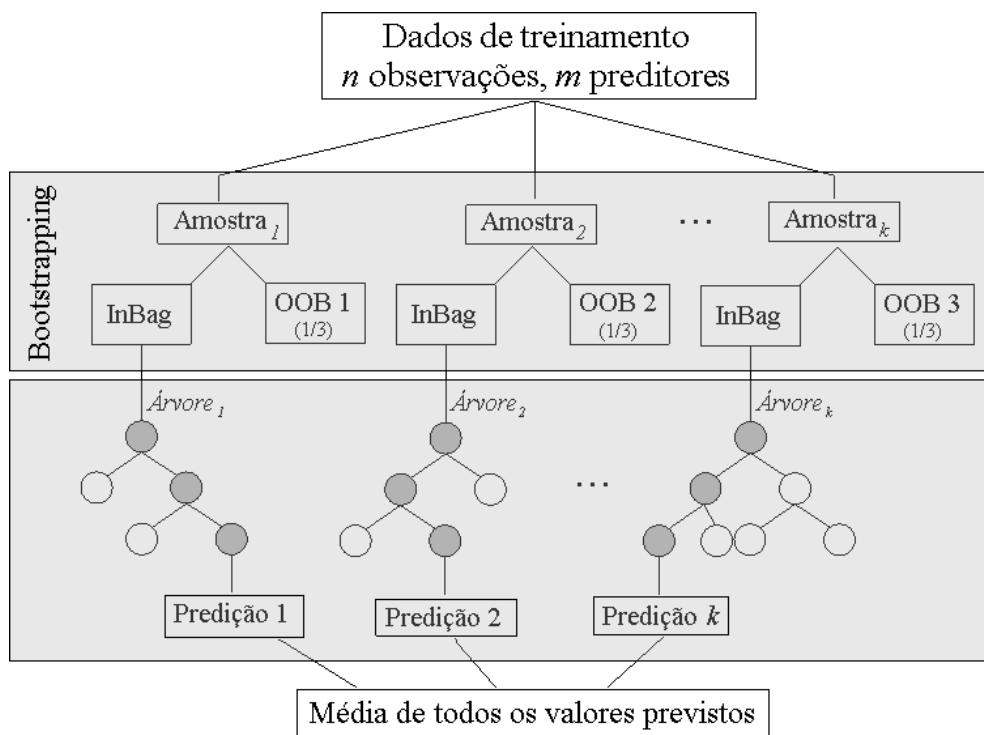 Dados de treinamento
n observações, m preditores
Bootstrapping
Amostra1
Amostra2
...
Amostrak
InBag
OOB 1
(1/3)
InBag
OOB 2
(1/3)
InBag
OOB 3
(1/3)
Árvore1
Árvore2
Árvorek
...
Predição 1
Predição 2
Predição k
Média de todos os valores previstos